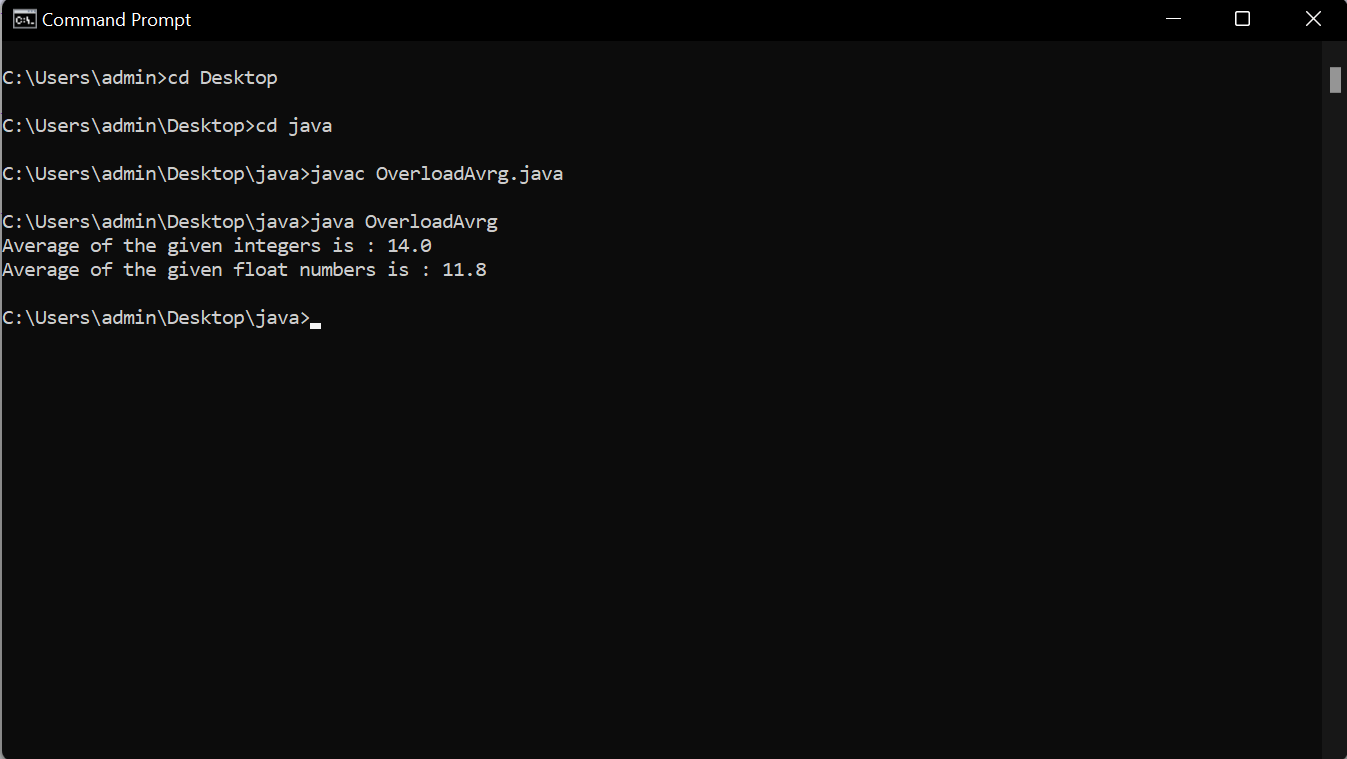 Command Prompt
C:\Users\admin>cd Desktop
C:\Users\admin\Desktop>cd java
C:\Users\admin\Desktop\java>javac OverloadAvrg.java
C:\Users\admin\Desktop\java>java OverloadAvrg
Average of the given integers is : 14.0
Average of the given float numbers is : 11.8
C:\Users\admin\Desktop\java>